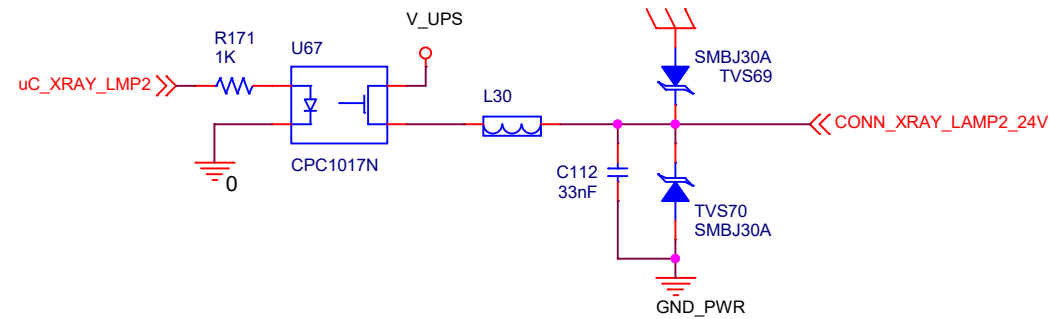 V_UPS
R171
1K
U67
SMBJ30A
TVS69
uC_XRAY_LMP2
L30
CONN_XRAY_LAMP2_24V
CPC1017N
C112
33nF
0
TVS70
SMBJ30A
GND_PWR